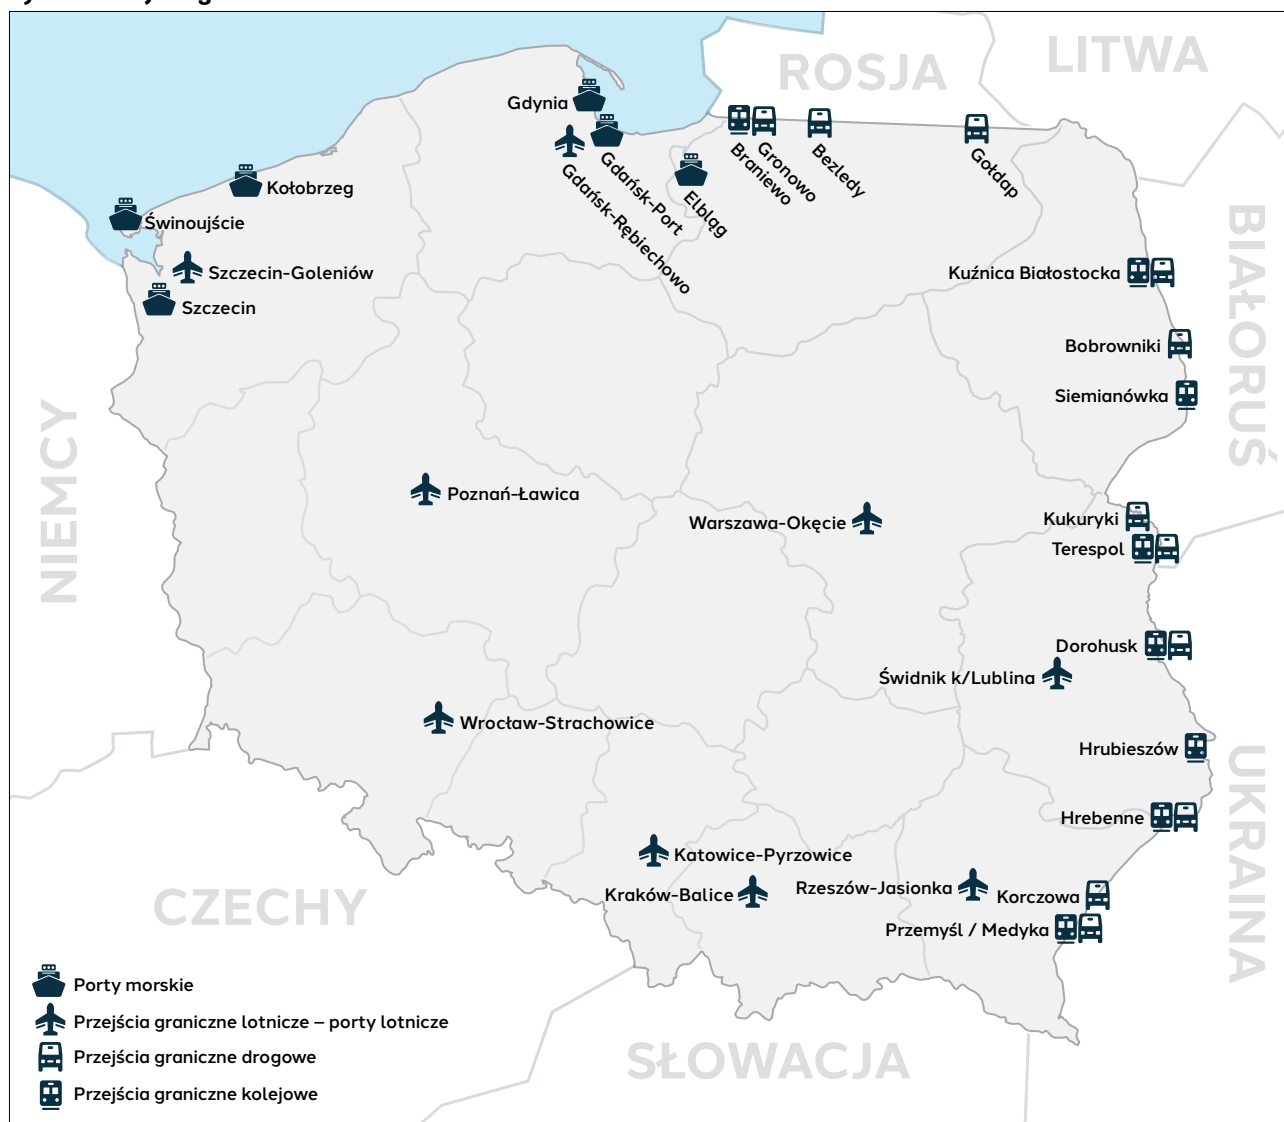 ROSJA
LITWA
Gdynia
Gdańsk-Port
Gdańsk-Rębiechowo
Elbląg
Braniewo
Gronowo
Bezledy
Gołdap
Kołobrzeg
Świnoujście
Szczecin-Goleniów
Szczecin
Kuźnica Białostocka
Bobrowniki
Siemianówka
BIAŁORUŚ
NIEMCY
Poznań-Ławica
Warszawa-Okęcie
Kukuryki
Terespol
Dorohusk
Świdnik k/Lublina
Wrocław-Strachowice
Hrubieszów
UKRAINA
Hrebenne
Katowice-Pyrzowice
Kraków-Balice
Rzeszów-Jasionka
Korczowa
Przemyśl / Medyka
CZECHY
SŁOWACJA
Porty morskie
Przejścia graniczne lotnicze – porty lotnicze
Przejścia graniczne drogowe
Przejścia graniczne kolejowe